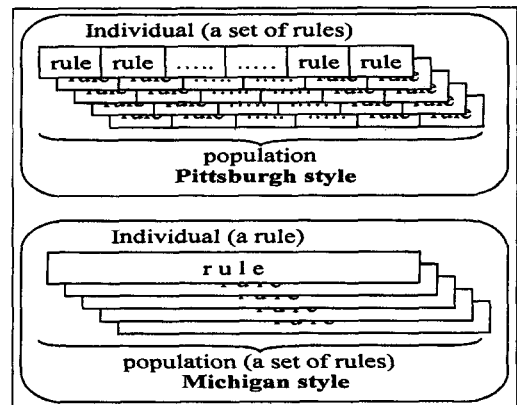 Individual (a set of rules)
rule rule ..... ..... rule rule
population
Pittsburgh style
Individual (a rule)
r u l e
population (a set of rules)
Michigan style